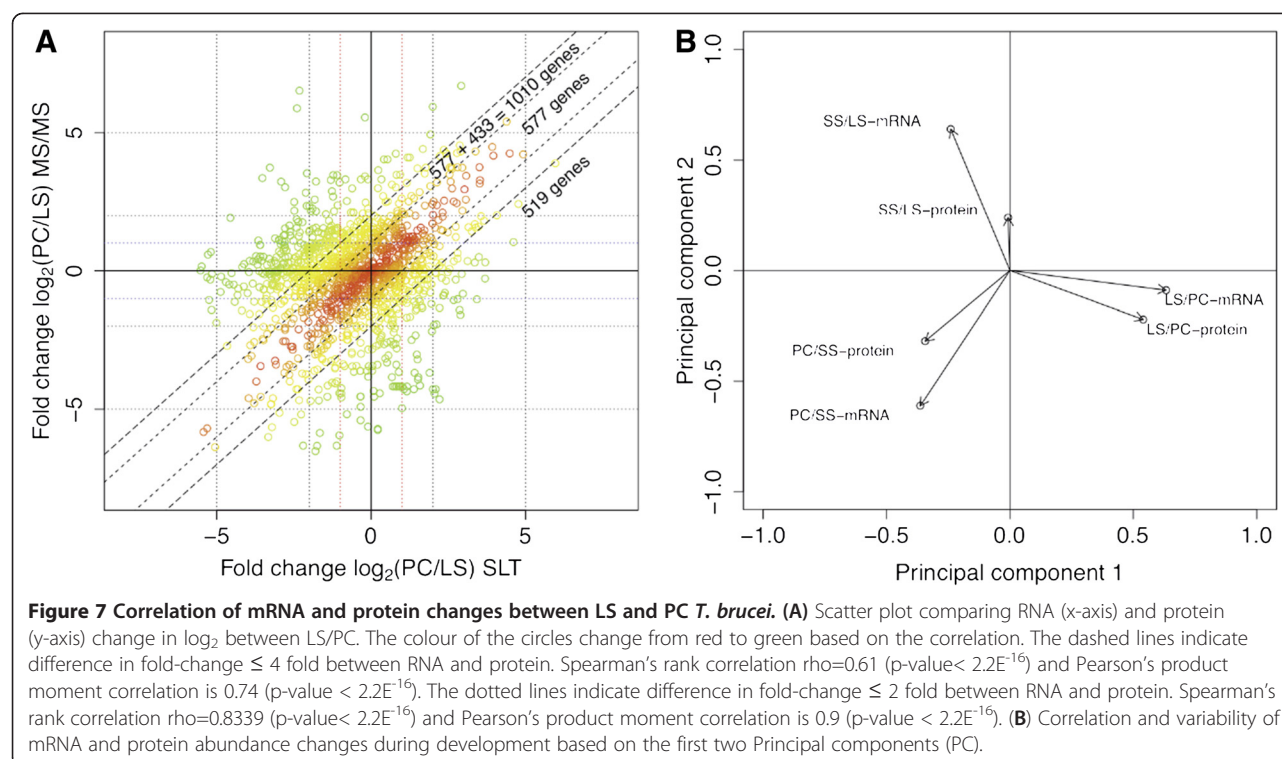 A
Fold change log₂(PC/LS) MS/MS
5
0
−5
577 + 433 = 1010 genes
577 genes
519 genes
−5
0
5
Fold change log₂(PC/LS) SLT
B
Principal component 2
1.0
0.5
0.0
−0.5
−1.0
SS/LS−mRNA
SS/LS−protein
LS/PC−mRNA
LS/PC−protein
PC/SS−protein
PC/SS−mRNA
−1.0
−0.5
0.0
0.5
1.0
Principal component 1
Figure 7 Correlation of mRNA and protein changes between LS and PC T. brucei. (A) Scatter plot comparing RNA (x-axis) and protein
(y-axis) change in log₂ between LS/PC. The colour of the circles change from red to green based on the correlation. The dashed lines indicate
difference in fold-change ≤ 4 fold between RNA and protein. Spearman's rank correlation rho=0.61 (p-value< 2.2E⁻¹⁶) and Pearson's product
moment correlation is 0.74 (p-value < 2.2E⁻¹⁶). The dotted lines indicate difference in fold-change ≤ 2 fold between RNA and protein. Spearman's
rank correlation rho=0.8339 (p-value< 2.2E⁻¹⁶) and Pearson's product moment correlation is 0.9 (p-value < 2.2E⁻¹⁶). (B) Correlation and variability of
mRNA and protein abundance changes during development based on the first two Principal components (PC).